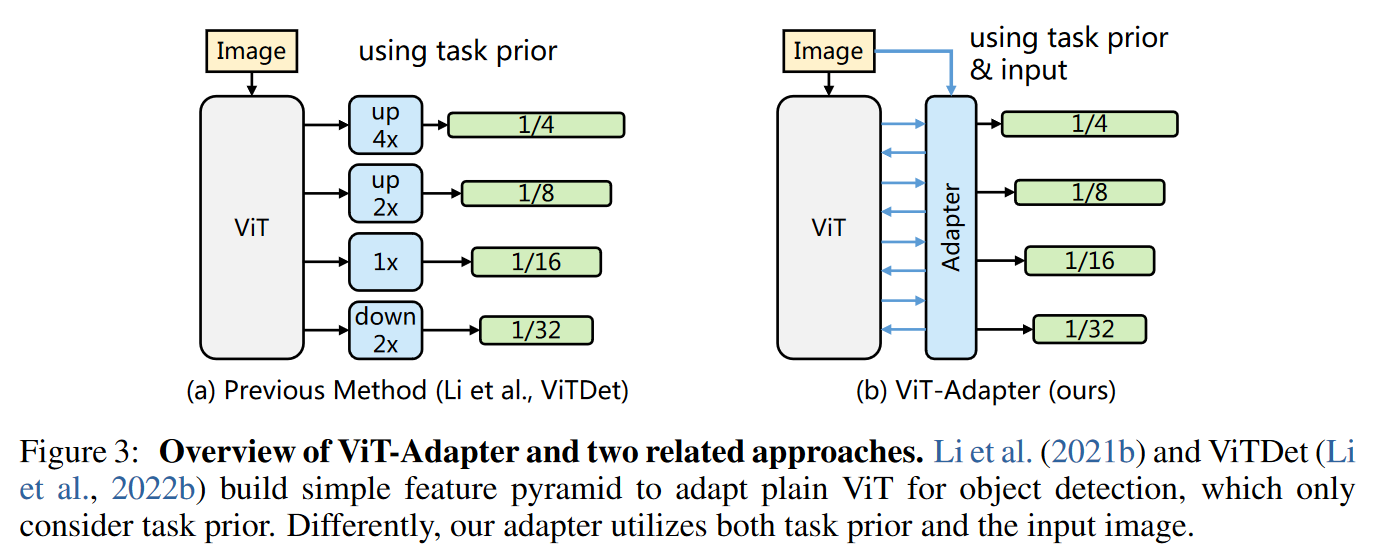 Image
using task prior
ViT
up
4x
1/4
up
2x
1/8
1x
1/16
down
2x
1/32
(a) Previous Method (Li et al., ViTDet)
Image
using task prior
& input
ViT
Adapter
1/4
1/8
1/16
1/32
(b) ViT-Adapter (ours)
Figure 3: Overview of ViT-Adapter and two related approaches. Li et al. (2021b) and ViTDet (Li
et al., 2022b) build simple feature pyramid to adapt plain ViT for object detection, which only
consider task prior. Differently, our adapter utilizes both task prior and the input image.